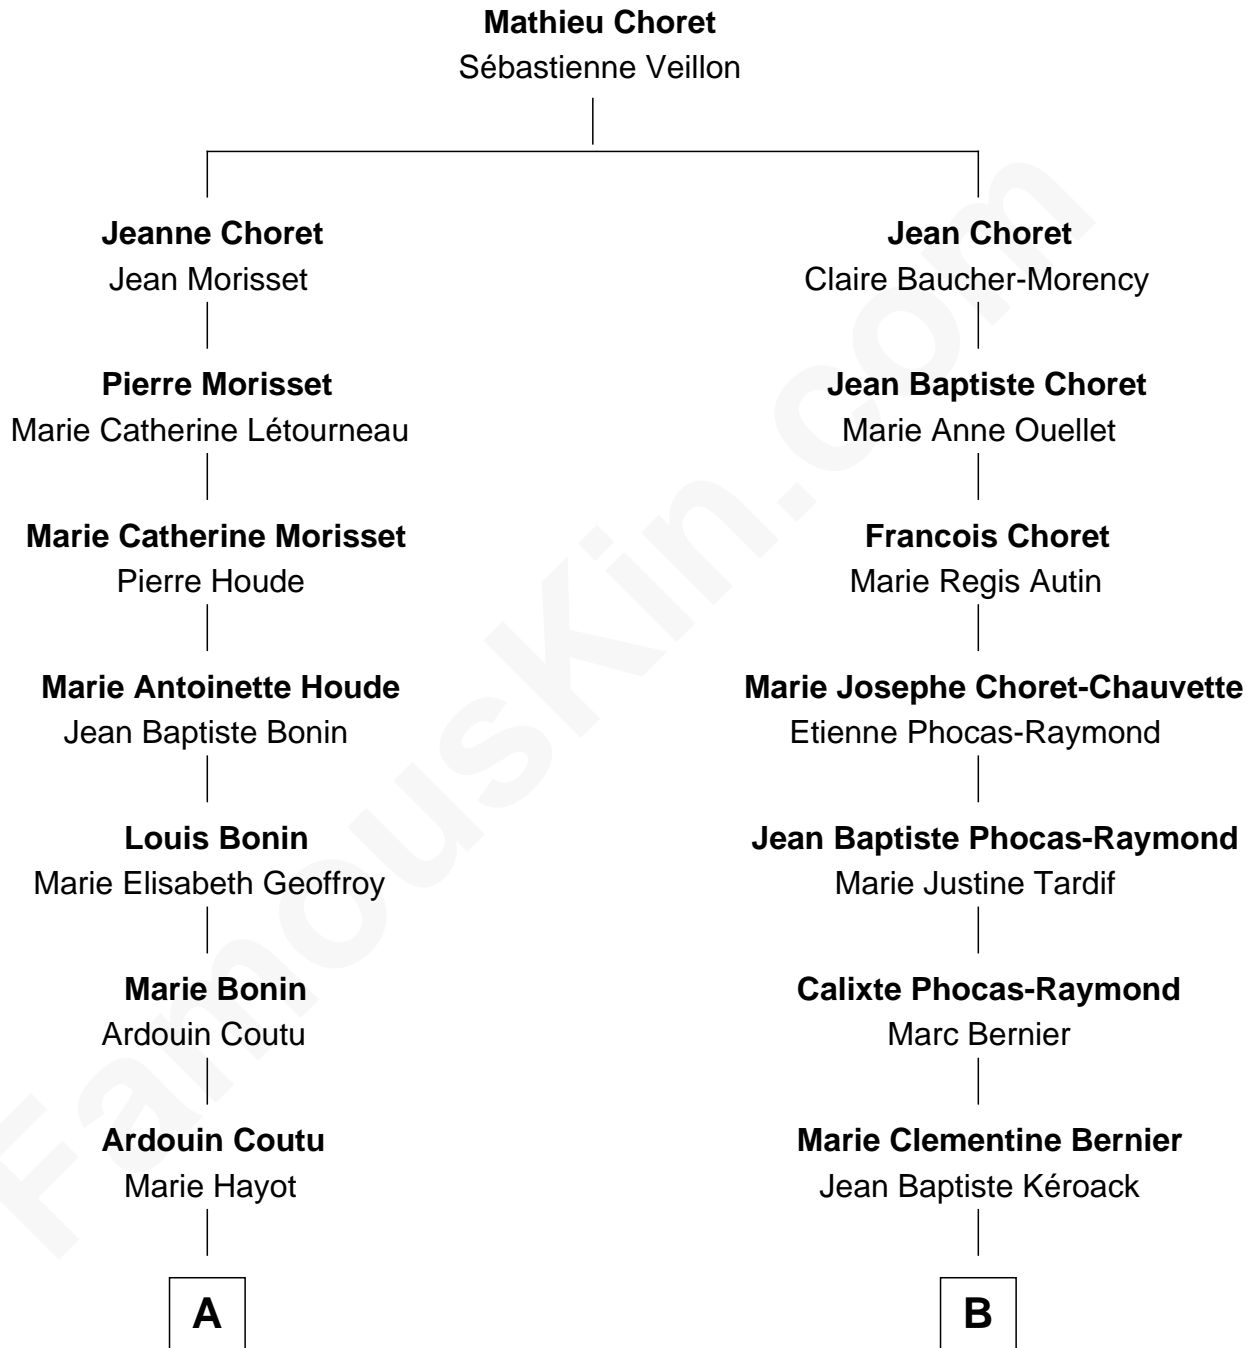 Mathieu Choret
Sébastienne Veillon
Jeanne Choret
Jean Morisset
Pierre Morisset
Marie Catherine Létourneau
Marie Catherine Morisset
Pierre Houde
Marie Antoinette Houde
Jean Baptiste Bonin
Louis Bonin
Marie Elisabeth Geoffroy
Marie Bonin
Ardouin Coutu
Ardouin Coutu
Marie Hayot
A
Jean Choret
Claire Baucher-Morency
Jean Baptiste Choret
Marie Anne Ouellet
Francois Choret
Marie Regis Autin
Marie Josephe Choret-Chauvette
Etienne Phocas-Raymond
Jean Baptiste Phocas-Raymond
Marie Justine Tardif
Calixte Phocas-Raymond
Marc Bernier
Marie Clementine Bernier
Jean Baptiste Kéroack
B
FamousKin.com